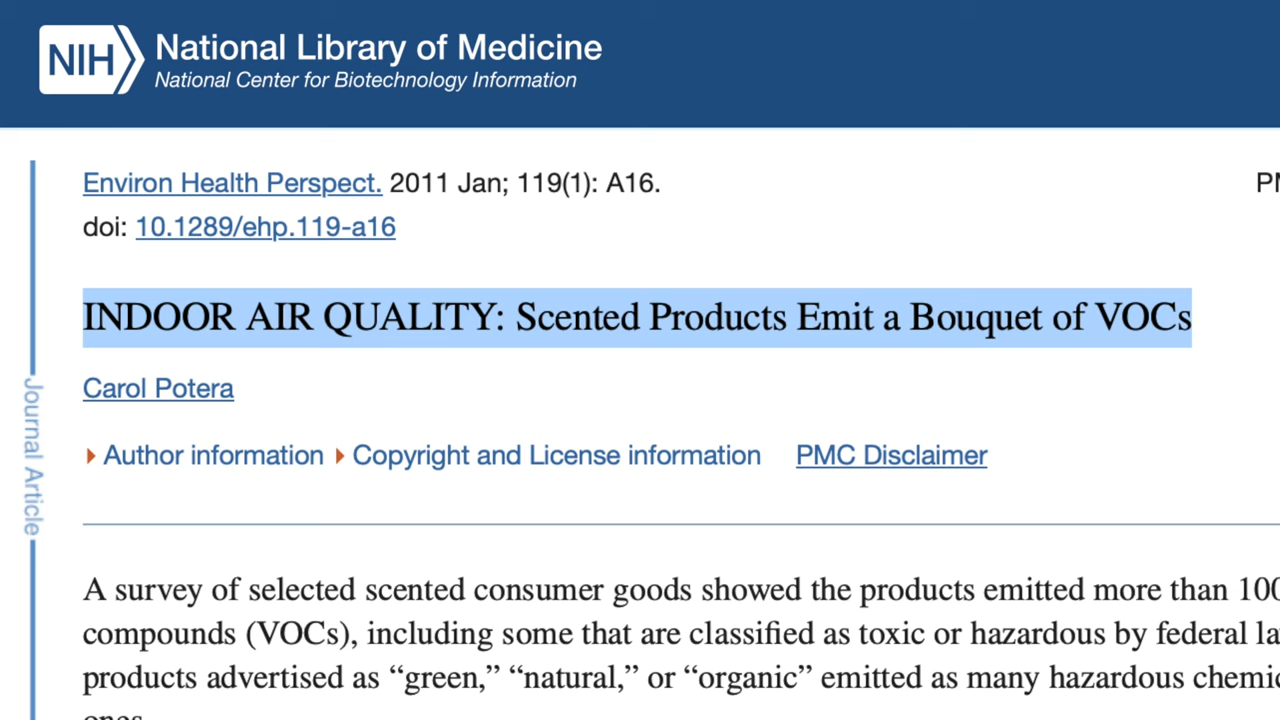 NIH
National Library of Medicine
National Center for Biotechnology Information
Environ Health Perspect. 2011 Jan; 119(1): A16.
doi: 10.1289/ehp.119-a16
INDOOR AIR QUALITY: Scented Products Emit a Bouquet of VOCs
Carol Potera
Author information Copyright and License information PMC Disclaimer
Journal Article
A survey of selected scented consumer goods showed the products emitted more than
compounds (VOCs), including some that are classified as toxic or hazardous by federal
products advertised as “green,” “natural,” or “organic” emitted as many hazardous